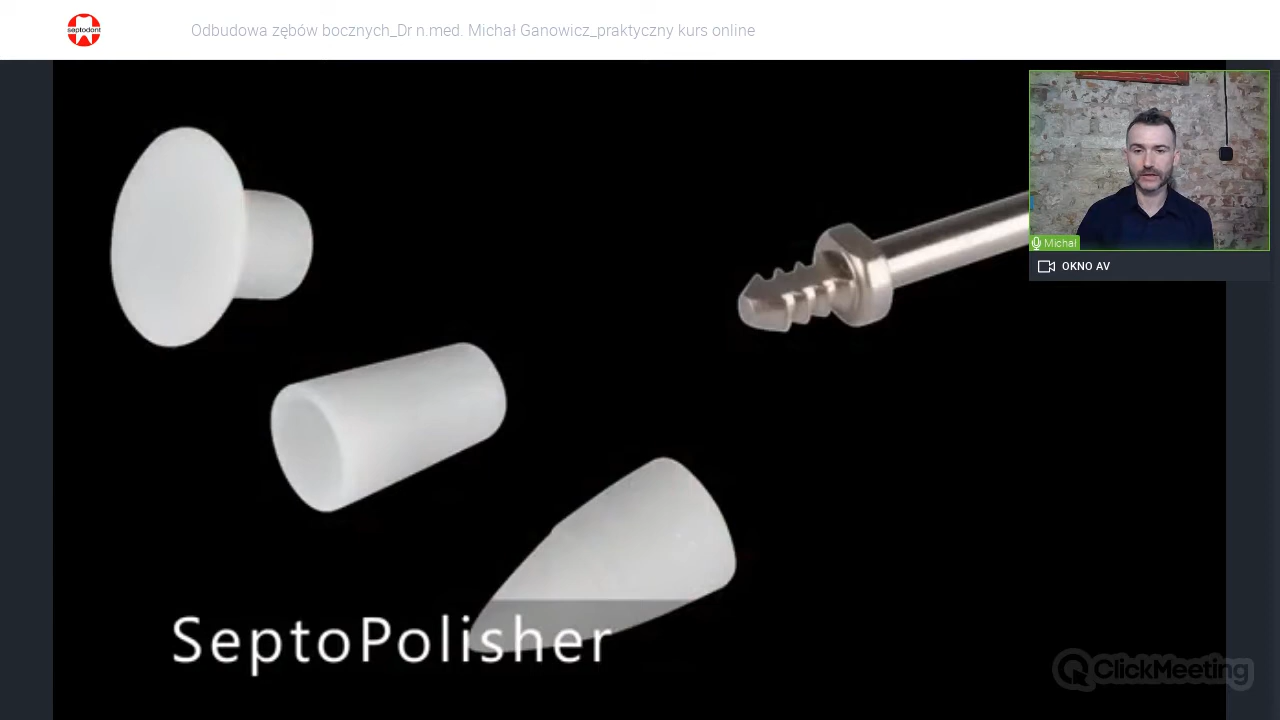 septodont
Odbudowa zębów bocznych_Dr n.med. Michał Ganowicz_praktyczny kurs online
Michał
OKNO AV
SeptoPolisher
ClickMeeting